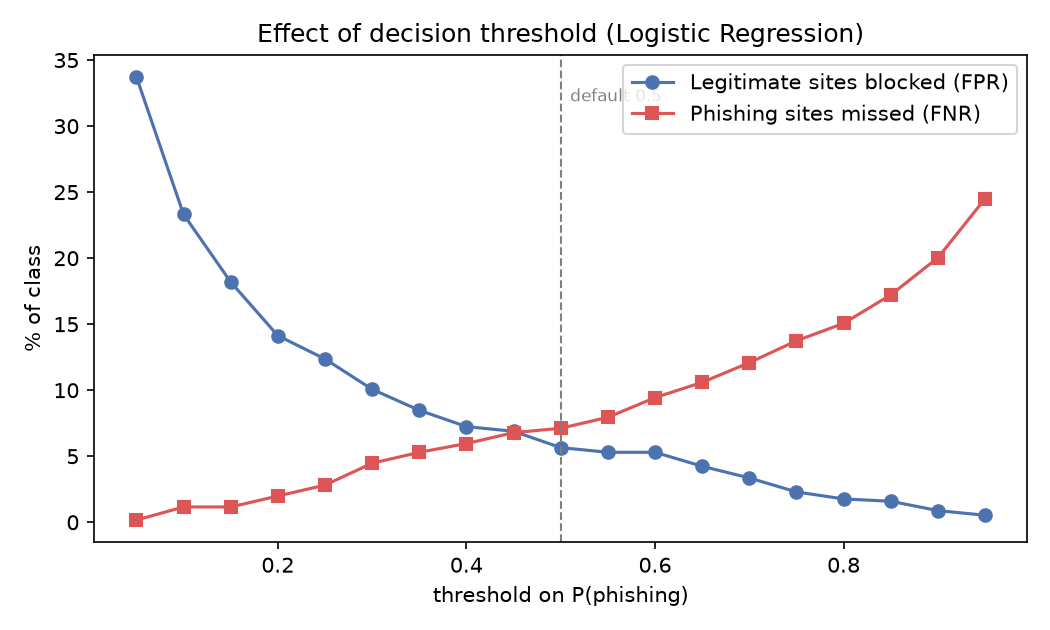 Effect of decision threshold (Logistic Regression)
Legitimate sites blocked (FPR)
Phishing sites missed (FNR)
default 0.5
% of class
35
30
25
20
15
10
5
0
0.2
0.4
0.6
0.8
threshold on P(phishing)